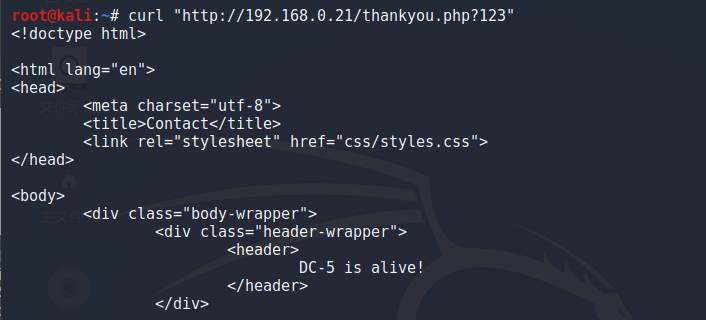 root@kali:~# curl "http://192.168.0.21/thankyou.php?123"
<!doctype html>

<html lang="en">
<head>
        <meta charset="utf-8">
        <title>Contact</title>
        <link rel="stylesheet" href="css/styles.css">
</head>

<body>
        <div class="body-wrapper">
                <div class="header-wrapper">
                        <header>
                                DC-5 is alive!
                        </header>
                </div>